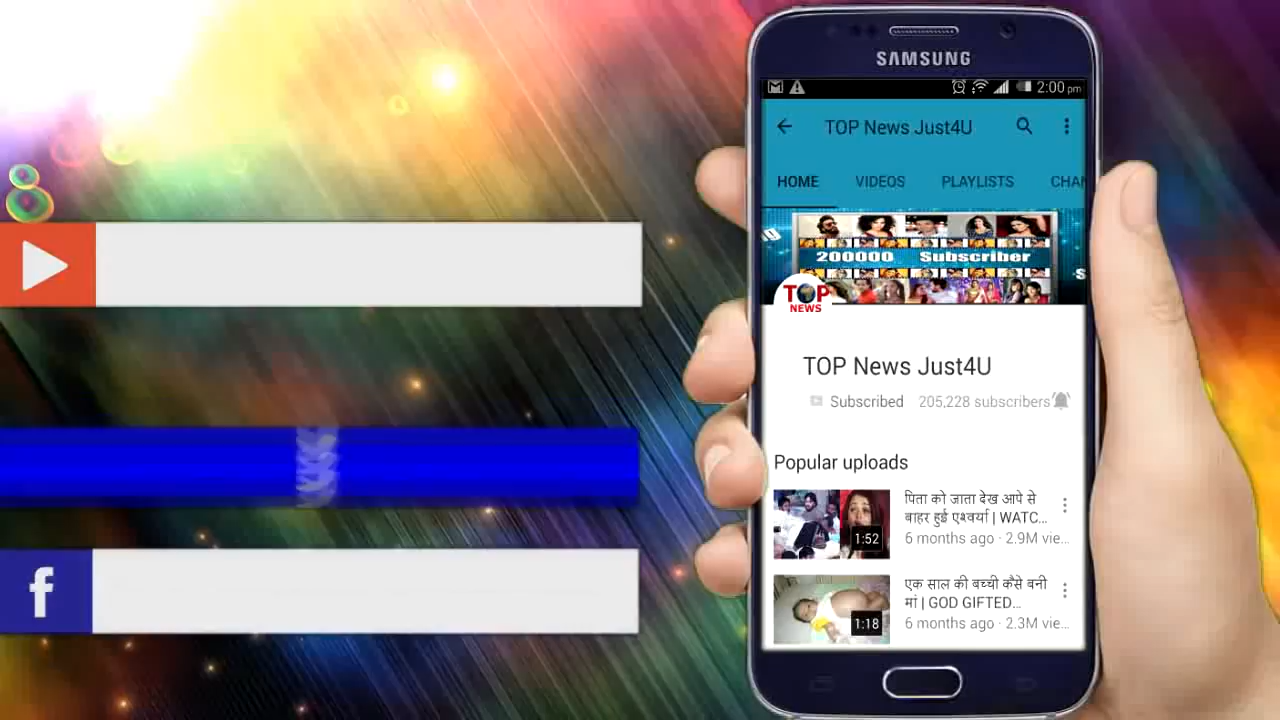 SAMSUNG
2:00 pm
TOP News Just4U
HOME VIDEOS PLAYLISTS CHAN
200000 Subscriber
TOP
NEWS
TOP News Just4U
Subscribed 205,228 subscribers
Popular uploads
पिता को जाता देख आपे से
बाहर हुई एश्वर्या | WATC...
6 months ago · 2.9M vie...
1:52
एक साल की बच्ची कैसे बनी
मां | GOD GIFTED...
6 months ago · 2.3M vie...
1:18
f